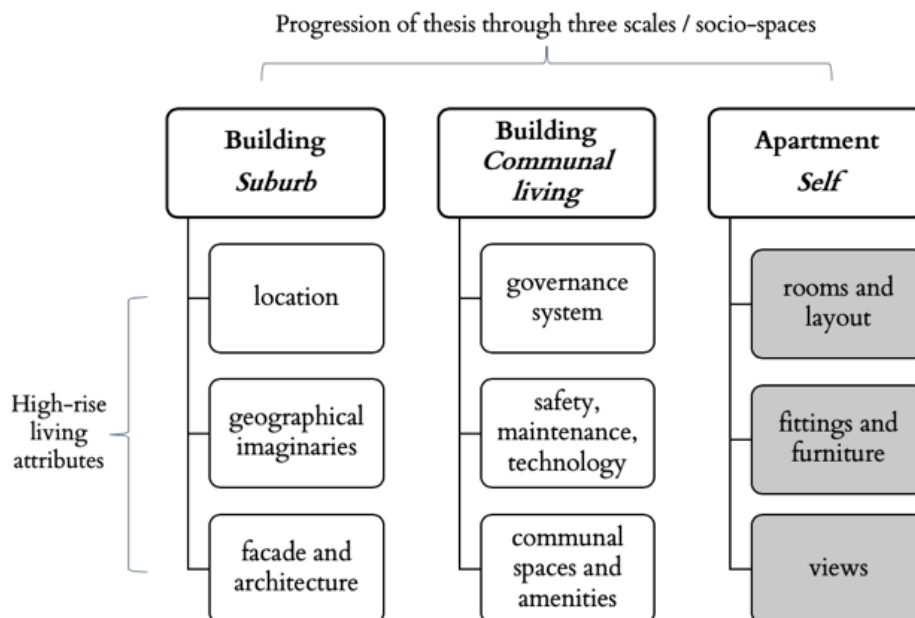 Progression of thesis through three scales / socio-spaces
Building
Suburb
location
geographical
imaginaries
facade and
architecture
Building
Communal
living
governance
system
safety,
maintenance,
technology
communal
spaces and
amenities
Apartment
Self
rooms and
layout
fittings and
furniture
views
High-rise
living
attributes